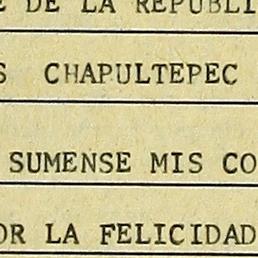 DE LA REPUBLI
CHAPULTEPEC
SUMENSE MIS CO
OR LA FELICIDAD